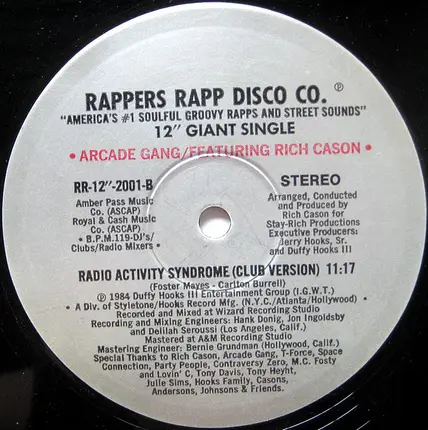 RAPPERS RAPP DISCO CO. ℗
"AMERICA'S #1 SOULFUL GROOVY RAPPS AND STREET SOUNDS"
12" GIANT SINGLE
• ARCADE GANG/FEATURING RICH CASON •
RR-12"-2001-B
Amber Pass Music
Co. (ASCAP)
Royal & Cash Music
Co. (ASCAP)
• B.P.M.119-DJ's/
Clubs/Radio Mixers •
STEREO
Arranged, Conducted
and Produced by
Rich Cason for
Stay-Rich Productions
Executive Producers:
Jerry Hooks, Sr.
and Duffy Hooks III
RADIO ACTIVITY SYNDROME (CLUB VERSION) 11:17
(Foster Mayes - Carlton Burrell)
℗ 1984 Duffy Hooks III Entertainment Group (I.G.W.T.)
• A Div. of Styletone/Hooks Record Mfg. (N.Y.C./Atlanta/Hollywood) •
Recorded and Mixed at Wizard Recording Studio
Recording and Mixing Engineers: Hank Donig, Jon Ingoldsby
and Delilah Seroussi (Los Angeles, Calif.)
Mastered at A&M Recording Studio
Mastering Engineer: Bernie Grundman (Hollywood, Calif.)
Special Thanks to Rich Cason, Arcade Gang, T-Force, Space
Connection, Party People, Contraversy Zero, M.C. Fosty
and Lovin' C, Tony Davis, Tony Heyht,
Julie Sims, Hooks Family, Casons,
Andersons, Johnsons & Friends.